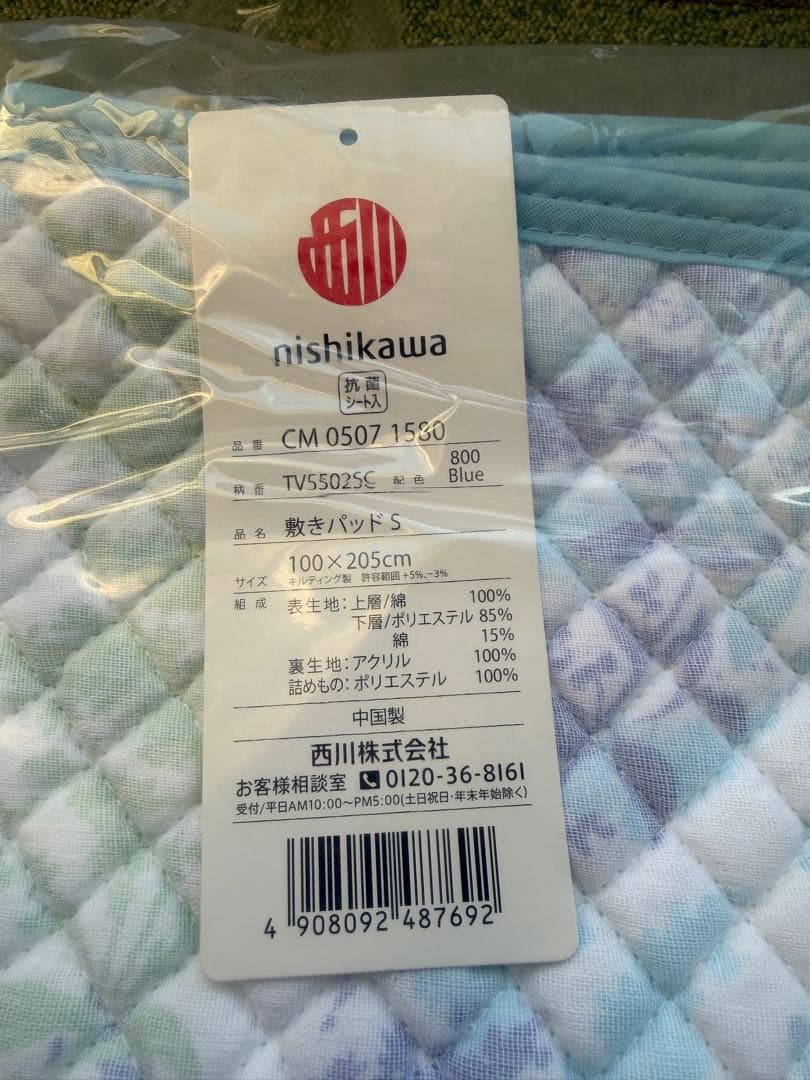 西川
nishikawa
抗菌
シート入
品番 CM 0507 1580
柄番 TV5502SC 配色 800 Blue
品名 敷きパッド S
サイズ 100×205cm
キルティング製 許容範囲+5%、-3%
組成 表生地:上層/綿 100%
下層/ポリエステル 85%
綿 15%
裏生地:アクリル 100%
詰めもの:ポリエステル 100%
中国製
西川株式会社
お客様相談室 0120-36-8161
受付/平日AM10:00〜PM5:00(土日祝日・年末年始除く)
4 908092 487692